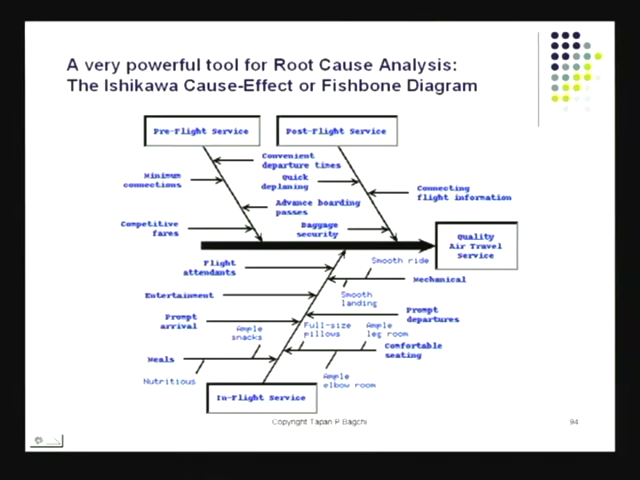 A very powerful tool for Root Cause Analysis:
The Ishikawa Cause-Effect or Fishbone Diagram
Pre-Flight Service
Post-Flight Service
Convenient
departure times
Minimum
connections
Quick
deplaning
Advance boarding
passes
Connecting
flight information
Competitive
fares
Baggage
security
Quality
Air Travel
Service
Flight
attendants
Smooth ride
Mechanical
Entertainment
Smooth
landing
Prompt
arrival
Prompt
departures
Ample
snacks
Full-size
pillows
Ample
leg room
Comfortable
seating
Meals
Nutritious
Ample
elbow room
In-Flight Service
Copyright Tapan P Bagchi
94